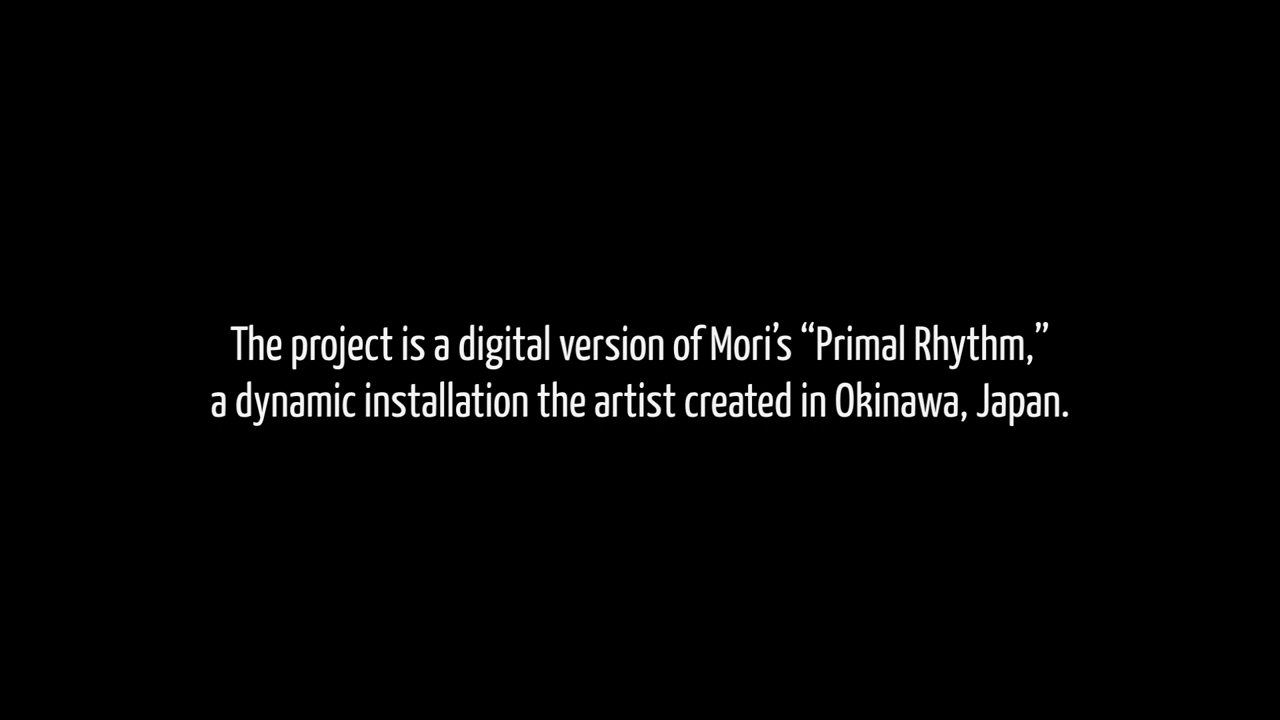 The project is a digital version of Mori’s “Primal Rhythm,”
a dynamic installation the artist created in Okinawa, Japan.